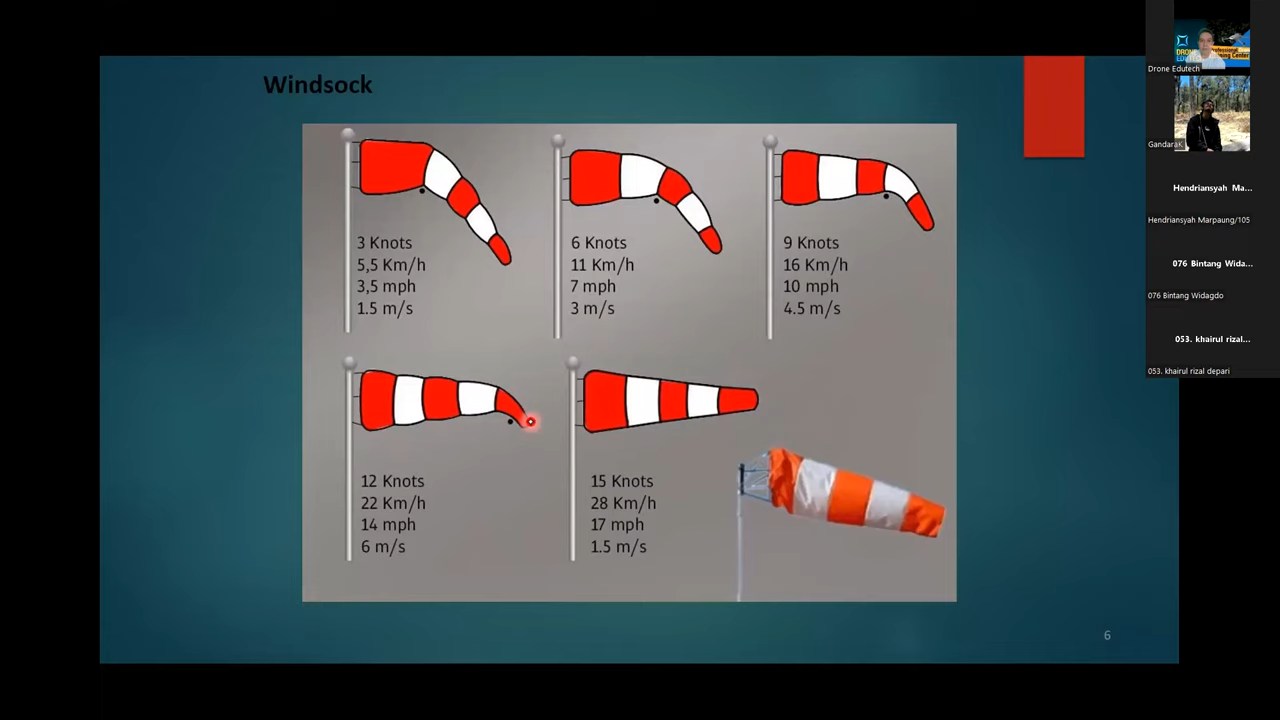 Windsock
3 Knots
5,5 Km/h
3,5 mph
1.5 m/s
6 Knots
11 Km/h
7 mph
3 m/s
9 Knots
16 Km/h
10 mph
4.5 m/s
12 Knots
22 Km/h
14 mph
6 m/s
15 Knots
28 Km/h
17 mph
1.5 m/s
6
Drone Edutech
GandaraK
Hendriansyah Ma...
Hendriansyah Marpaung/105
076 Bintang Wida...
076 Bintang Widagdo
053. khairul rizal...
053. khairul rizal depari